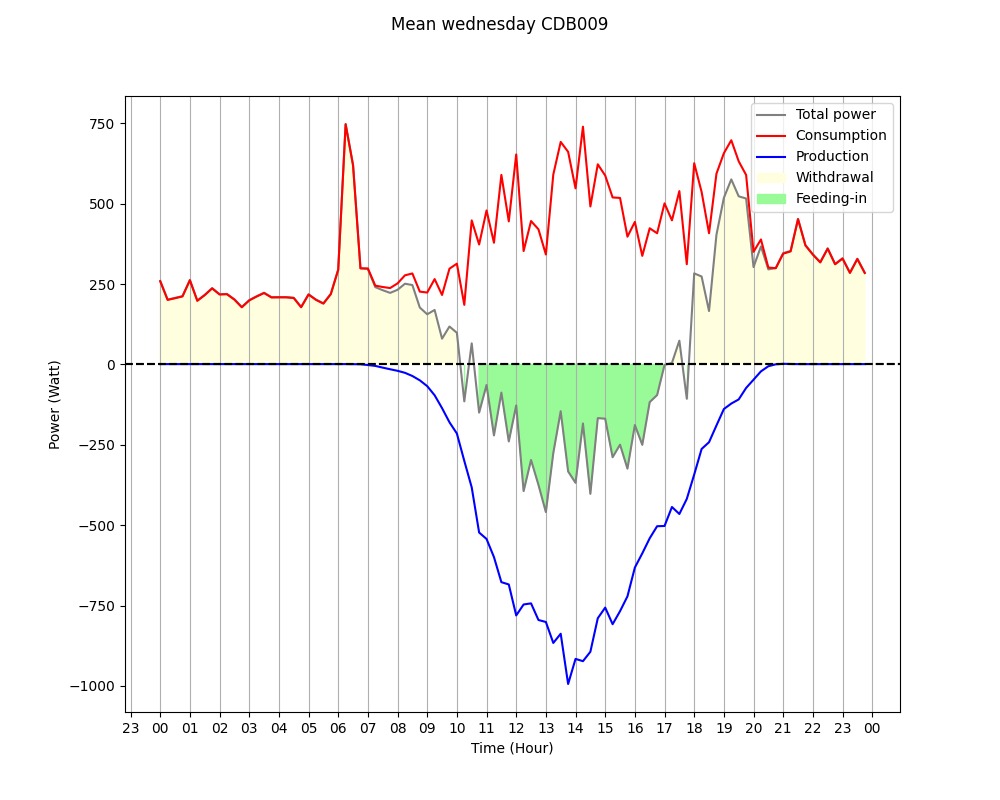 Mean wednesday CDB009
Total power
Consumption
Production
Withdrawal
Feeding-in
750
500
250
0
−250
−500
−750
−1000
Power (Watt)
23 00 01 02 03 04 05 06 07 08 09 10 11 12 13 14 15 16 17 18 19 20 21 22 23 00
Time (Hour)